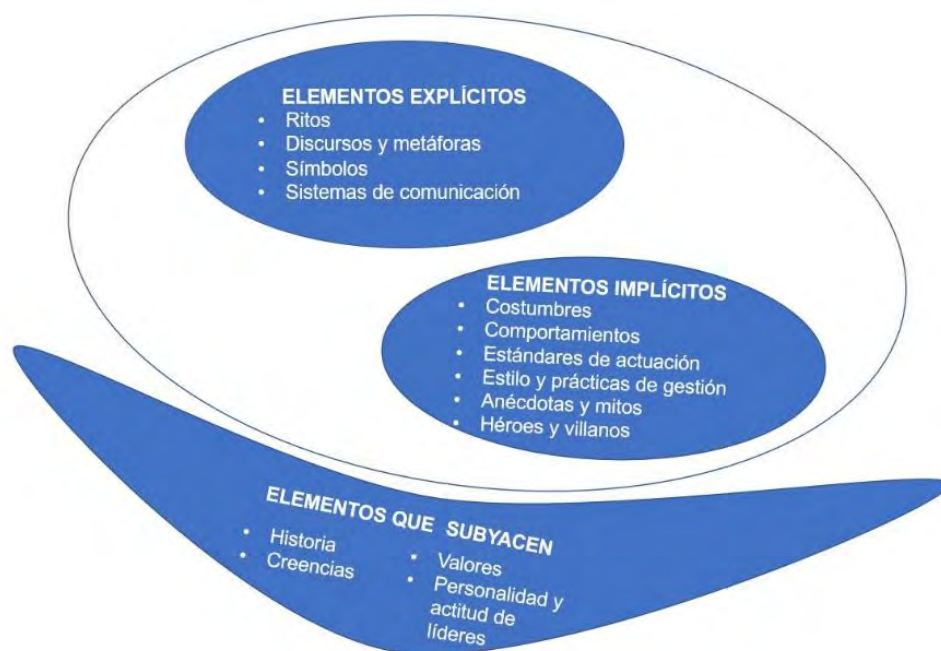 ELEMENTOS EXPLÍCITOS
• Ritos
• Discursos y metáforas
• Símbolos
• Sistemas de comunicación
ELEMENTOS IMPLÍCITOS
• Costumbres
• Comportamientos
• Estándares de actuación
• Estilo y prácticas de gestión
• Anécdotas y mitos
• Héroes y villanos
ELEMENTOS QUE SUBYACEN
• Historia
• Creencias
• Valores
• Personalidad y
actitud de
líderes